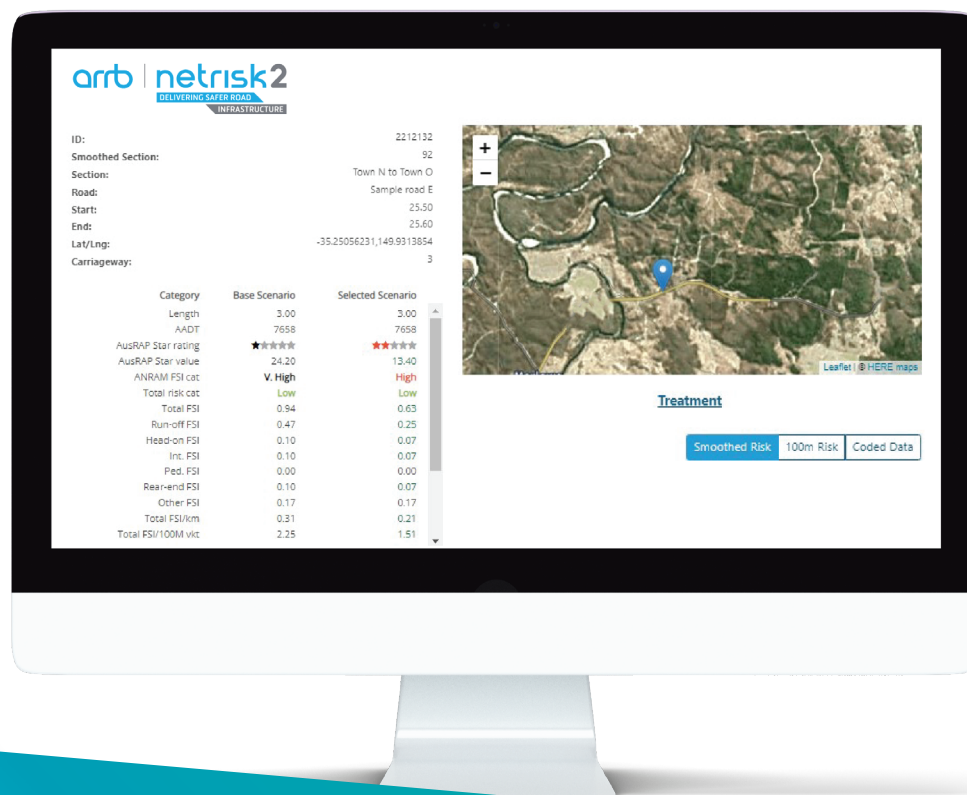 arrb | netrisk2
DELIVERING SAFER ROAD
INFRASTRUCTURE
ID: 2212132
Smoothed Section: 92
Section: Town N to Town O
Road: Sample road E
Start: 25.50
End: 25.60
Lat/Lng: -35.25056231,149.9313854
Carriageway: 3
Category Base Scenario Selected Scenario
Length 3.00 3.00
AADT 7658 7658
AusRAP Star rating ★★★★★ ★★★★★
AusRAP Star value 24.20 13.40
ANRAM FSI cat V. High High
Total risk cat Low Low
Total FSI 0.94 0.63
Run-off FSI 0.47 0.25
Head-on FSI 0.10 0.07
Int. FSI 0.10 0.07
Ped. FSI 0.00 0.00
Rear-end FSI 0.10 0.07
Other FSI 0.17 0.17
Total FSI/km 0.31 0.21
Total FSI/100M vkt 2.25 1.51
+
−
Leaflet | © HERE maps
Treatment
Smoothed Risk 100m Risk Coded Data